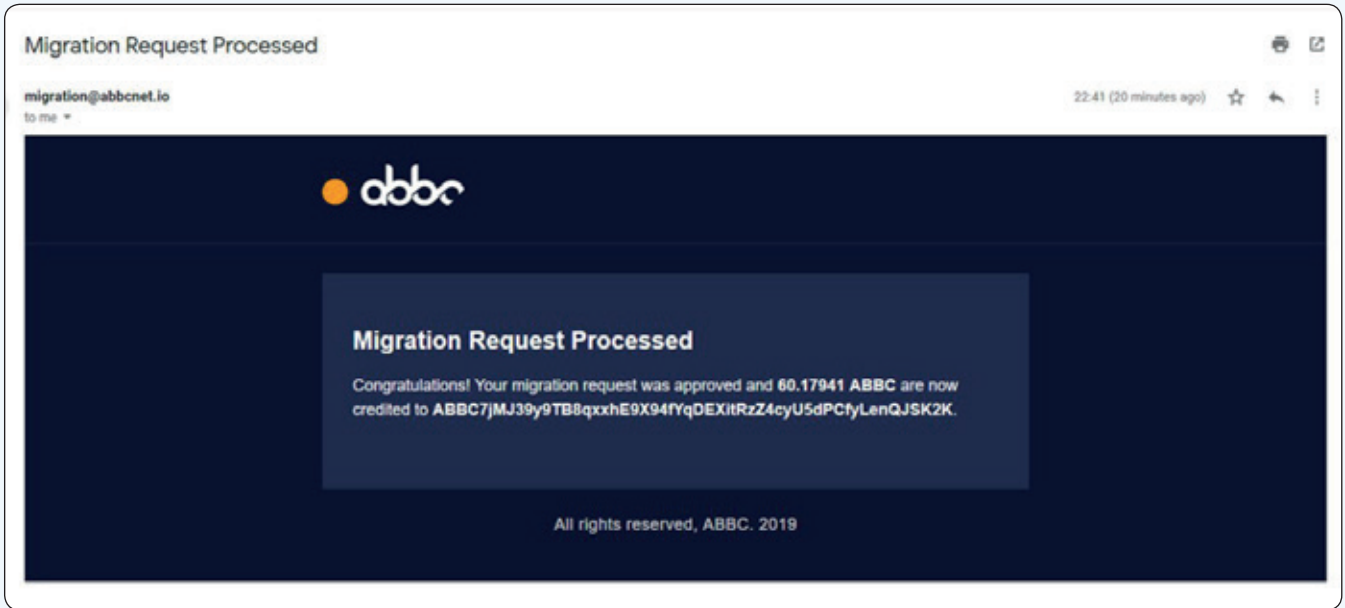 Migration Request Processed
migration@abbcnet.io
22:41 (20 minutes ago)
to me
abbc
Migration Request Processed
Congratulations! Your migration request was approved and 60.17941 ABBC are now
credited to ABBC7jMJ39y9TB8qxxhE9X94fYqDEXitRzZ4cyU5dPCfyLenQJSK2K.
All rights reserved, ABBC. 2019